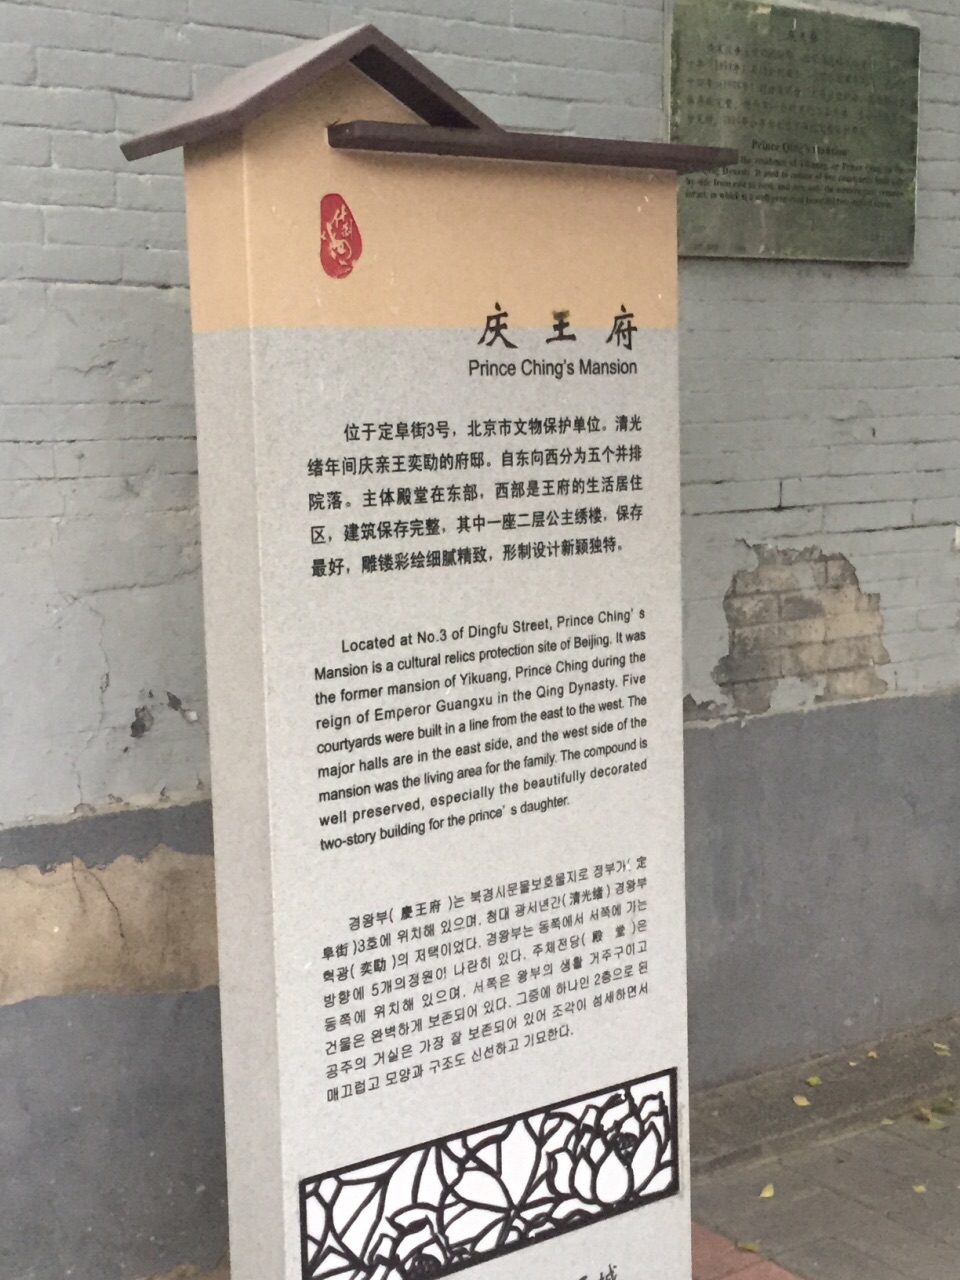 庆王府
Prince Ching's Mansion
位于定阜街3号，北京市文物保护单位。清光
绪年间庆亲王奕劻的府邸。自东向西分为五个并排
院落。主体殿堂在东部，西部是王府的生活居住
区，建筑保存完整，其中一座二层公主绣楼，保存
最好，雕镂彩绘细腻精致，形制设计新颖独特。
Located at No.3 of Dingfu Street, Prince Ching's
Mansion is a cultural relics protection site of Beijing. It was
the former mansion of Yikuang, Prince Ching during the
reign of Emperor Guangxu in the Qing Dynasty. Five
courtyards were built in a line from the east to the west. The
major halls are in the east side, and the west side of the
mansion was the living area for the family. The compound is
well preserved, especially the beautifully decorated
two-story building for the prince's daughter.
경왕부(慶王府)는 북경시문물보호물지로 정부가(定
阜街)3호에 위치해 있으며. 청대 광서년간(清光绪) 경왕부
혁광(奕劻)의 저택이었다. 경왕부는 동쪽에서 서쪽에 가는
방향에 5개의정원이 나란히 있다. 주체전당(殿 堂)은
동쪽에 위치해 있으며, 서쪽은 왕부의 생활 거주구이고
건물은 완벽하게 보존되어 있다. 그중에 하나인 2층으로 된
공주의 거실은 가장 잘 보존되어 있어 조각이 섬세하면서
매끄럽고 모양과 구조도 신선하고 기묘한다.
Prince Qing's Mansion